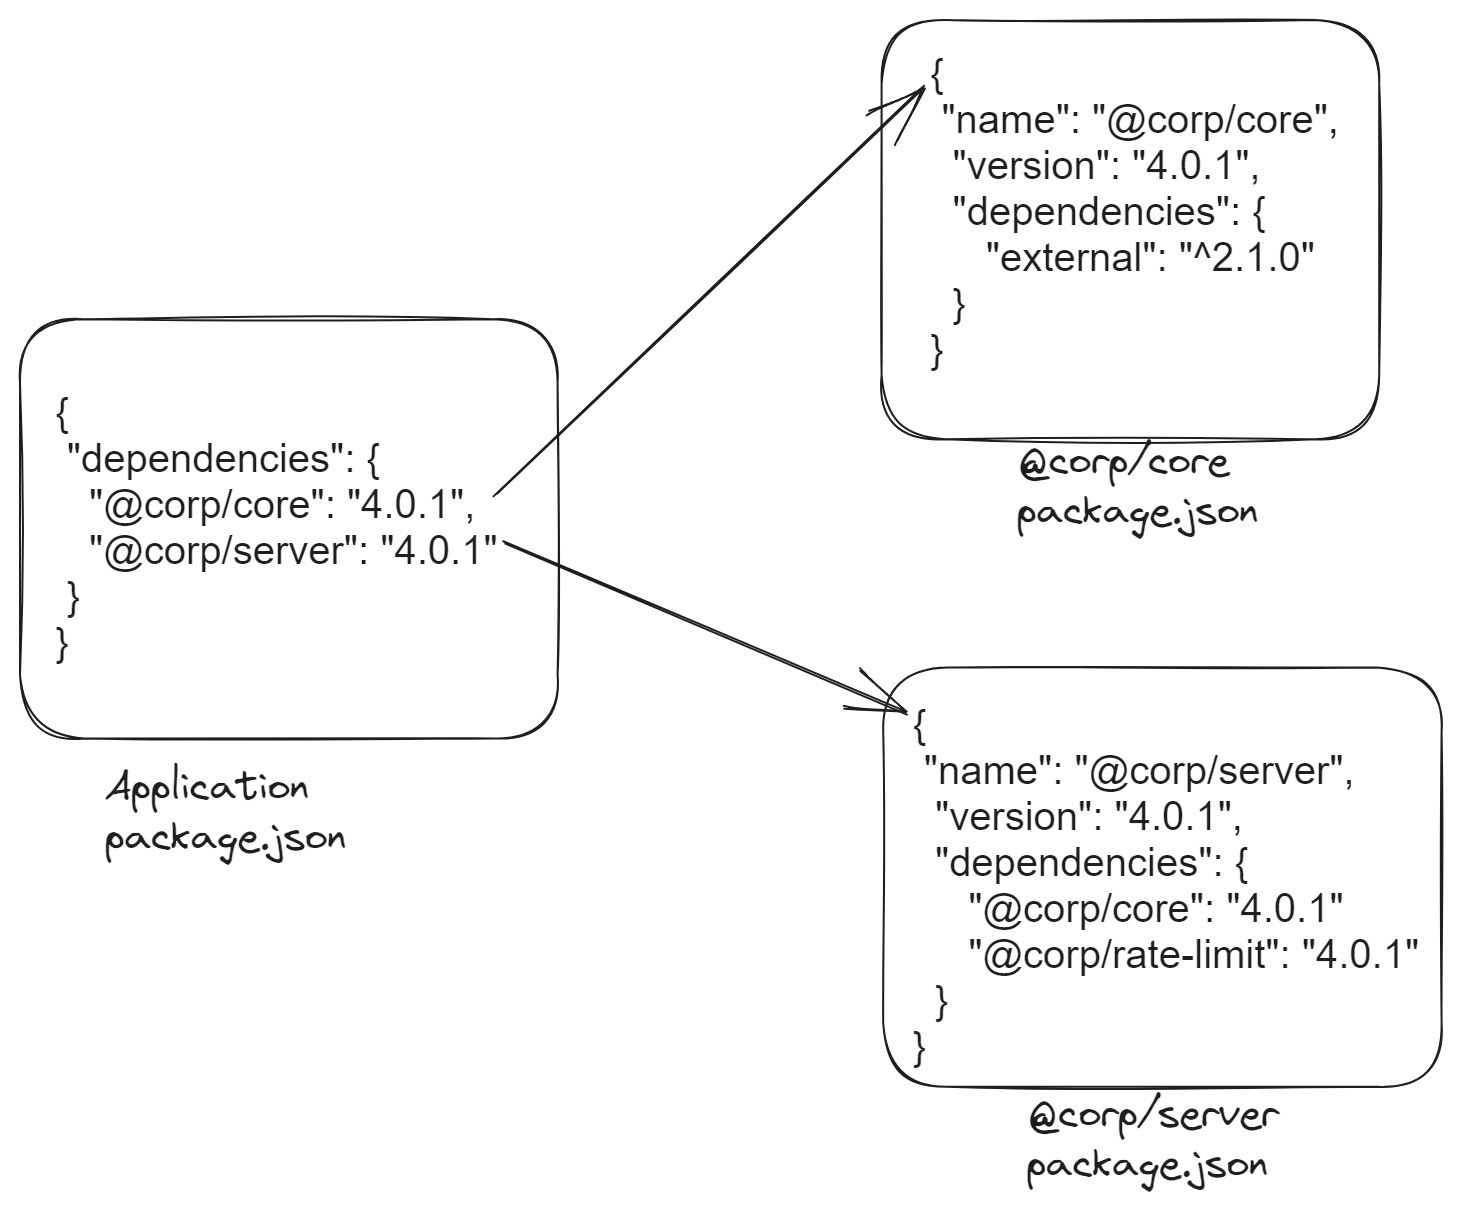 {
"dependencies": {
"@corp/core": "4.0.1",
"@corp/server": "4.0.1"
}
}
Application
package.json
{
"name": "@corp/core",
"version": "4.0.1",
"dependencies": {
"external": "^2.1.0"
}
}
@corp/core
package.json
{
"name": "@corp/server",
"version": "4.0.1",
"dependencies": {
"@corp/core": "4.0.1"
"@corp/rate-limit": "4.0.1"
}
}
@corp/server
package.json